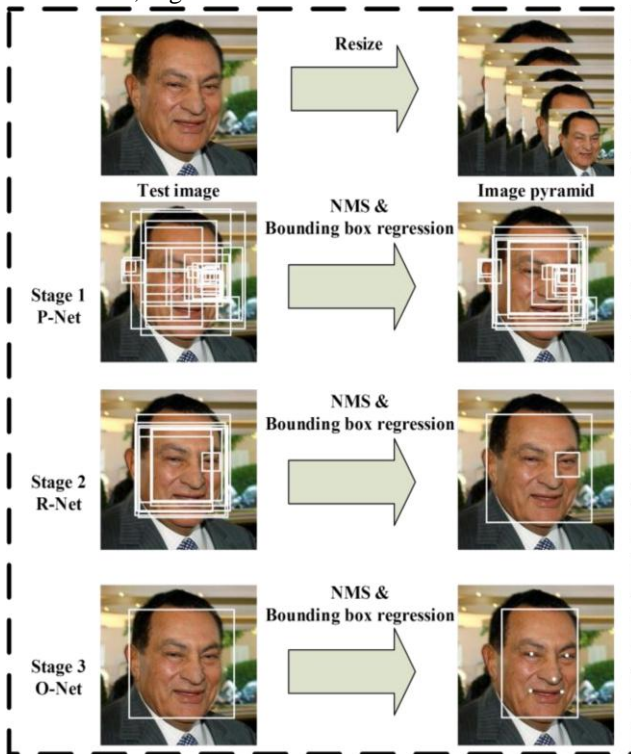 Resize
Test image
Image pyramid
NMS &
Bounding box regression
Stage 1
P-Net
NMS &
Bounding box regression
Stage 2
R-Net
NMS &
Bounding box regression
Stage 3
O-Net